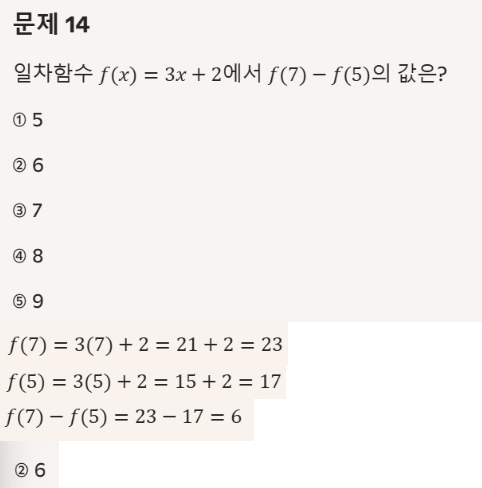 문제 14
일차함수 f(x) = 3x + 2에서 f(7) − f(5)의 값은?
① 5
② 6
③ 7
④ 8
⑤ 9
f(7) = 3(7) + 2 = 21 + 2 = 23
f(5) = 3(5) + 2 = 15 + 2 = 17
f(7) − f(5) = 23 − 17 = 6
② 6